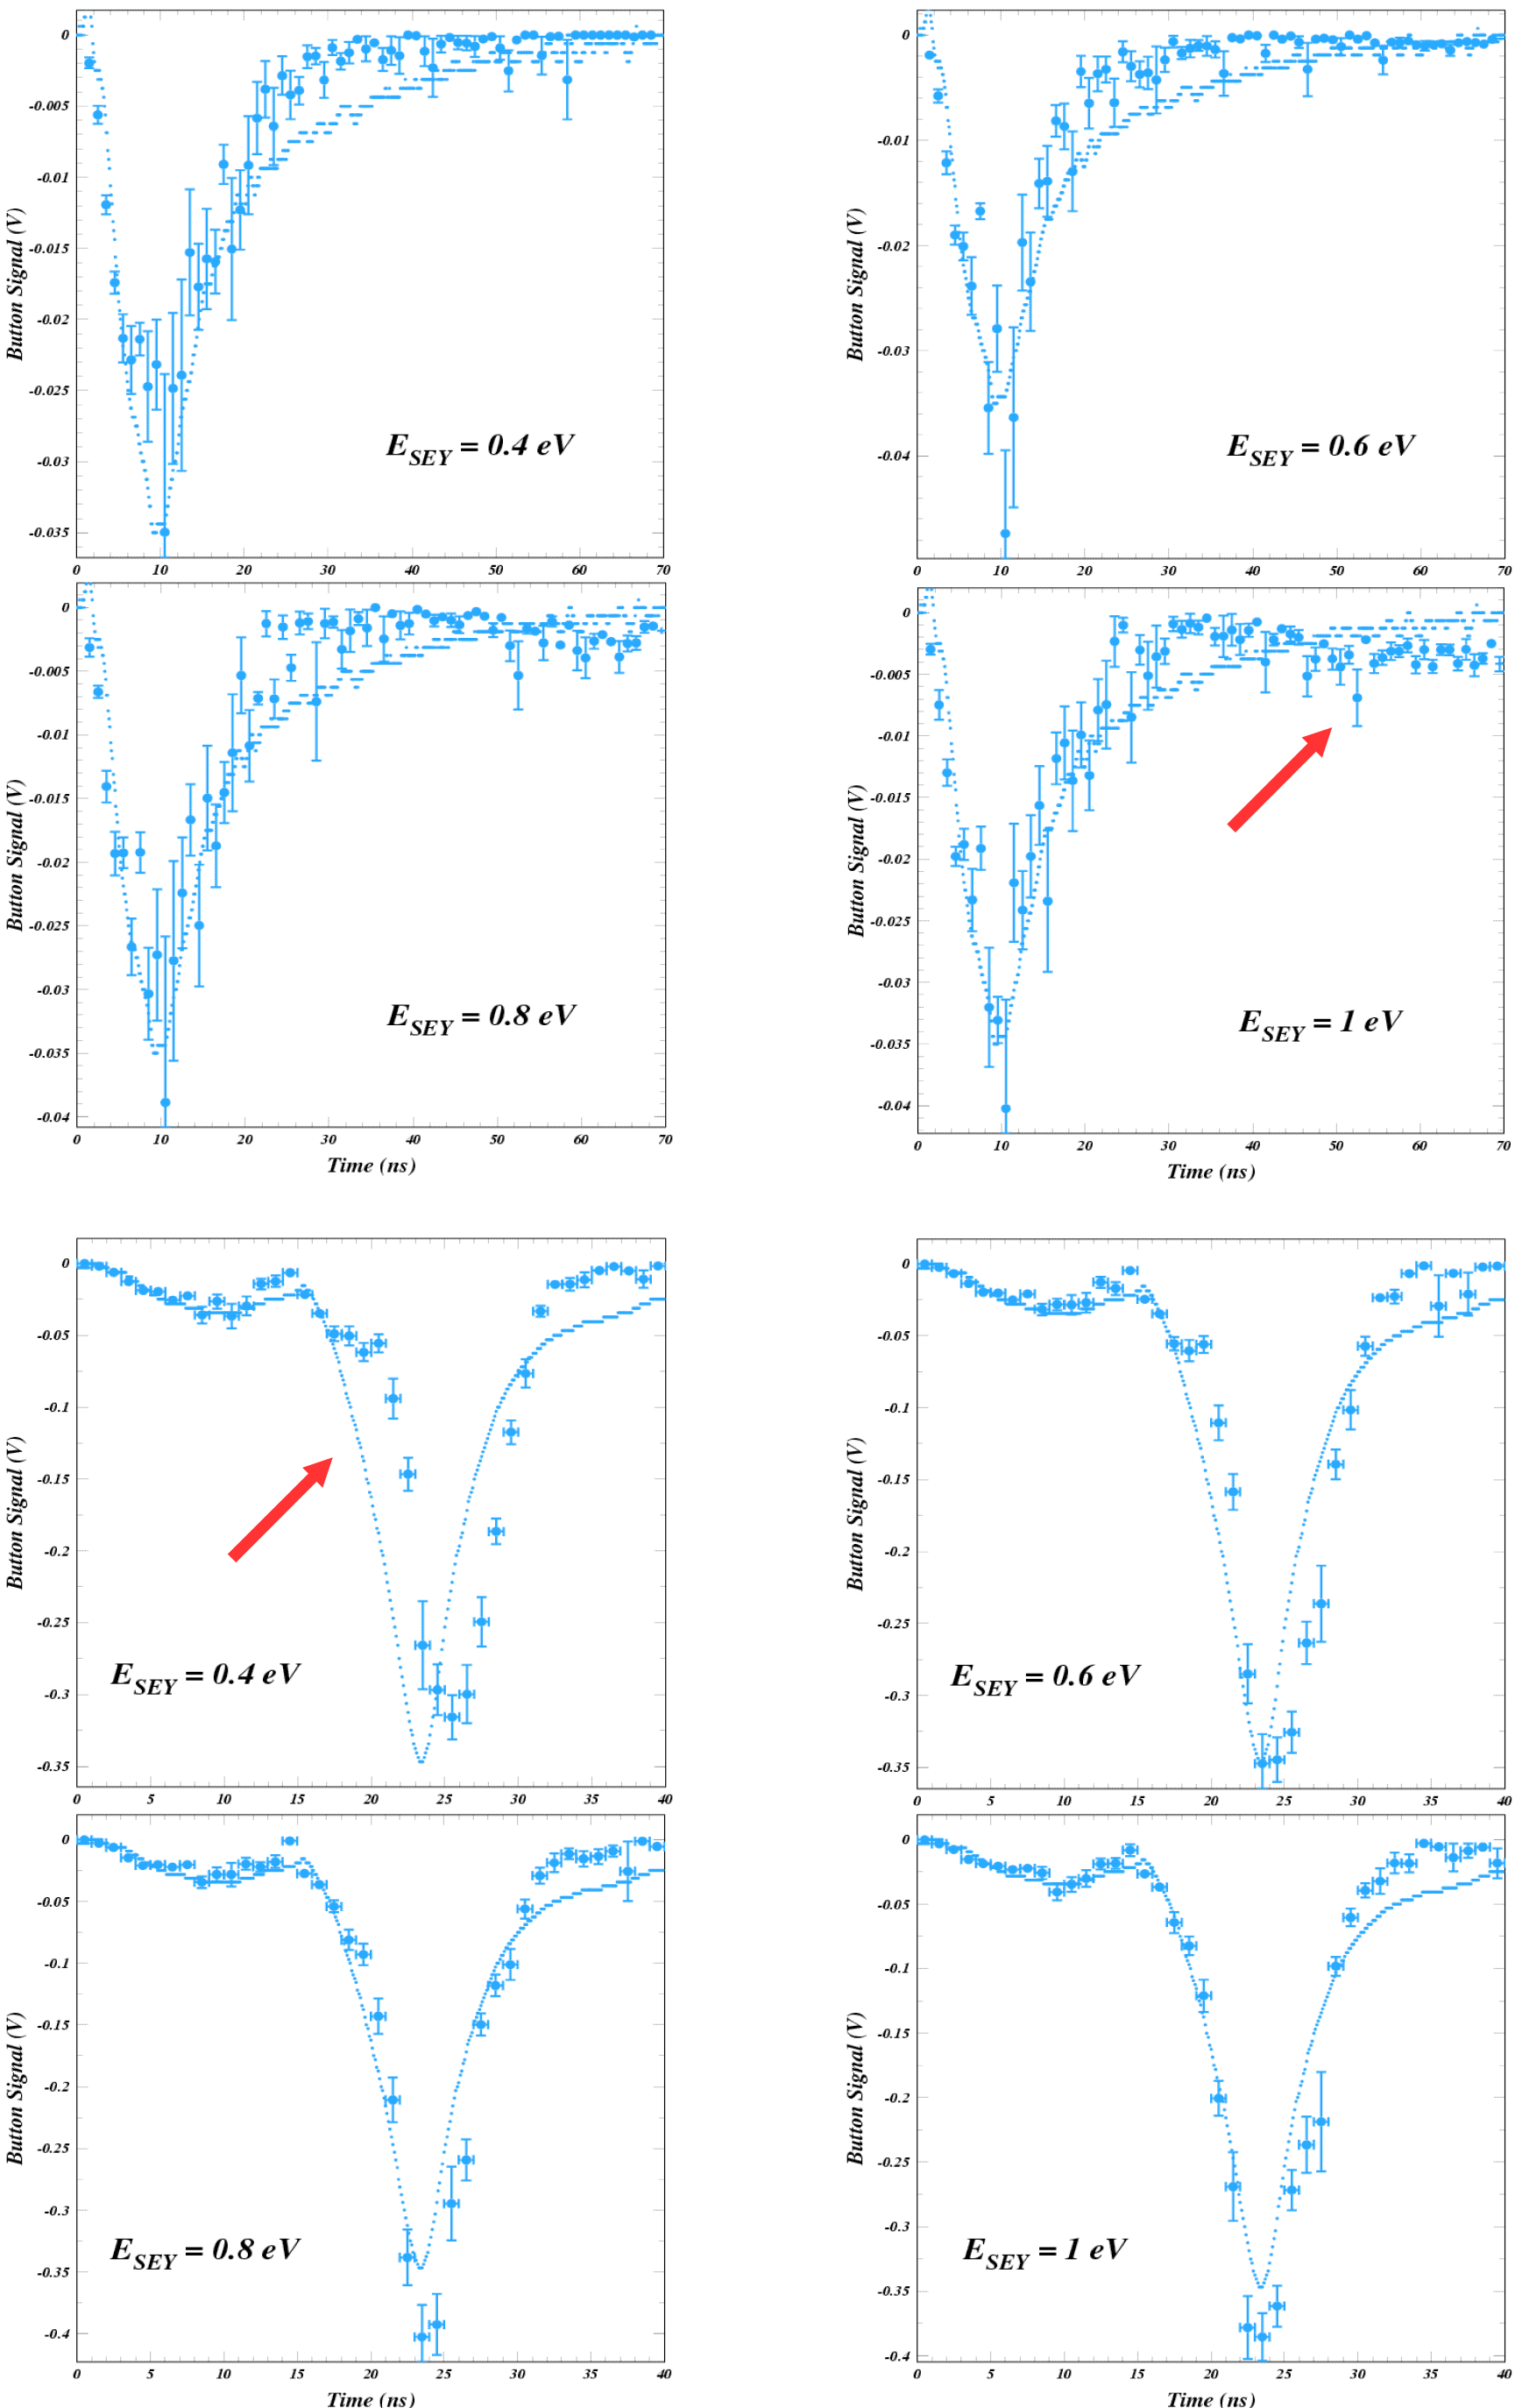 0
-0.005
-0.01
-0.015
-0.02
-0.025
-0.03
-0.035
Button Signal (V)
E_SEY = 0.4 eV
0 10 20 30 40 50 60 70
0
-0.01
-0.02
-0.03
-0.04
Button Signal (V)
E_SEY = 0.6 eV
0 10 20 30 40 50 60 70
0
-0.005
-0.01
-0.015
-0.02
-0.025
-0.03
-0.035
-0.04
Button Signal (V)
E_SEY = 0.8 eV
0 10 20 30 40 50 60 70
Time (ns)
0
-0.005
-0.01
-0.015
-0.02
-0.025
-0.03
-0.035
-0.04
Button Signal (V)
E_SEY = 1 eV
0 10 20 30 40 50 60 70
Time (ns)
0
-0.05
-0.1
-0.15
-0.2
-0.25
-0.3
-0.35
Button Signal (V)
E_SEY = 0.4 eV
0 5 10 15 20 25 30 35 40
0
-0.05
-0.1
-0.15
-0.2
-0.25
-0.3
-0.35
Button Signal (V)
E_SEY = 0.6 eV
0 5 10 15 20 25 30 35 40
0
-0.05
-0.1
-0.15
-0.2
-0.25
-0.3
-0.35
-0.4
Button Signal (V)
E_SEY = 0.8 eV
0 5 10 15 20 25 30 35 40
Time (ns)
0
-0.05
-0.1
-0.15
-0.2
-0.25
-0.3
-0.35
-0.4
Button Signal (V)
E_SEY = 1 eV
0 5 10 15 20 25 30 35 40
Time (ns)